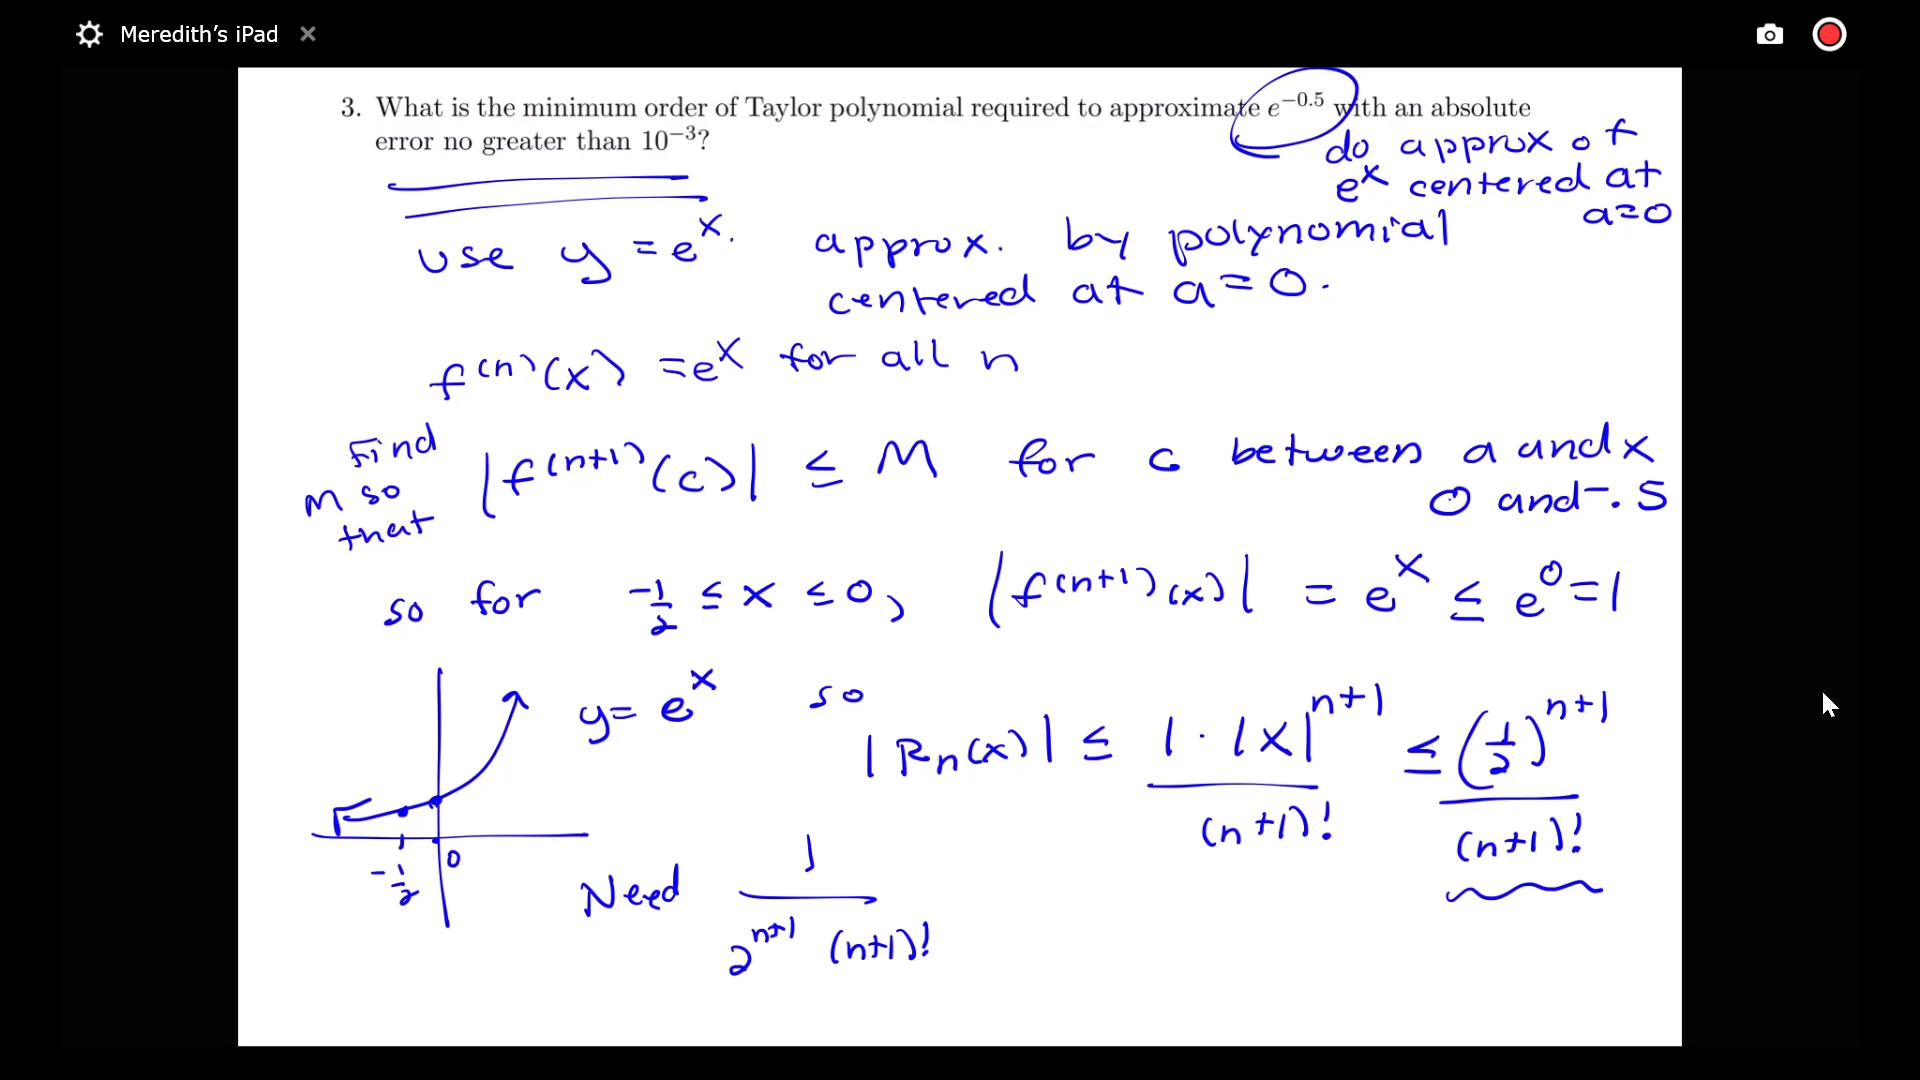 Meredith's iPad
3. What is the minimum order of Taylor polynomial required to approximate e^{-0.5} with an absolute
error no greater than 10^{-3}?
do approx of
e^x centered at
a=0
use y = e^x. approx. by polynomial
centered at a=0.
f^{(n)}(x) = e^x for all n
Find
M so
that
|f^{(n+1)}(c)| ≤ M for c between a and x
0 and -.5
so for -1/2 ≤ x ≤ 0, |f^{(n+1)}(x)| = e^x ≤ e^0 = 1
y = e^x
-1/2
0
so
|R_n(x)| ≤ 1·|x|^{n+1}/(n+1)! ≤ (1/2)^{n+1}/(n+1)!
Need 1/(2^{n+1} (n+1)!)